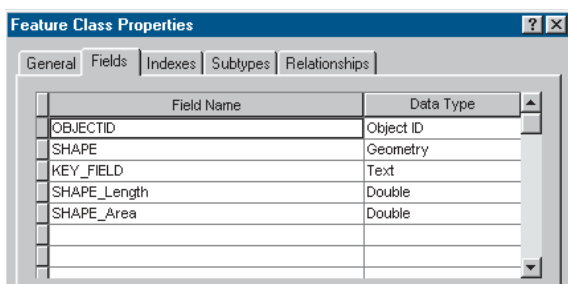 Feature Class Properties
General Fields Indexes Subtypes Relationships
Field Name Data Type
OBJECTID Object ID
SHAPE Geometry
KEY_FIELD Text
SHAPE_Length Double
SHAPE_Area Double